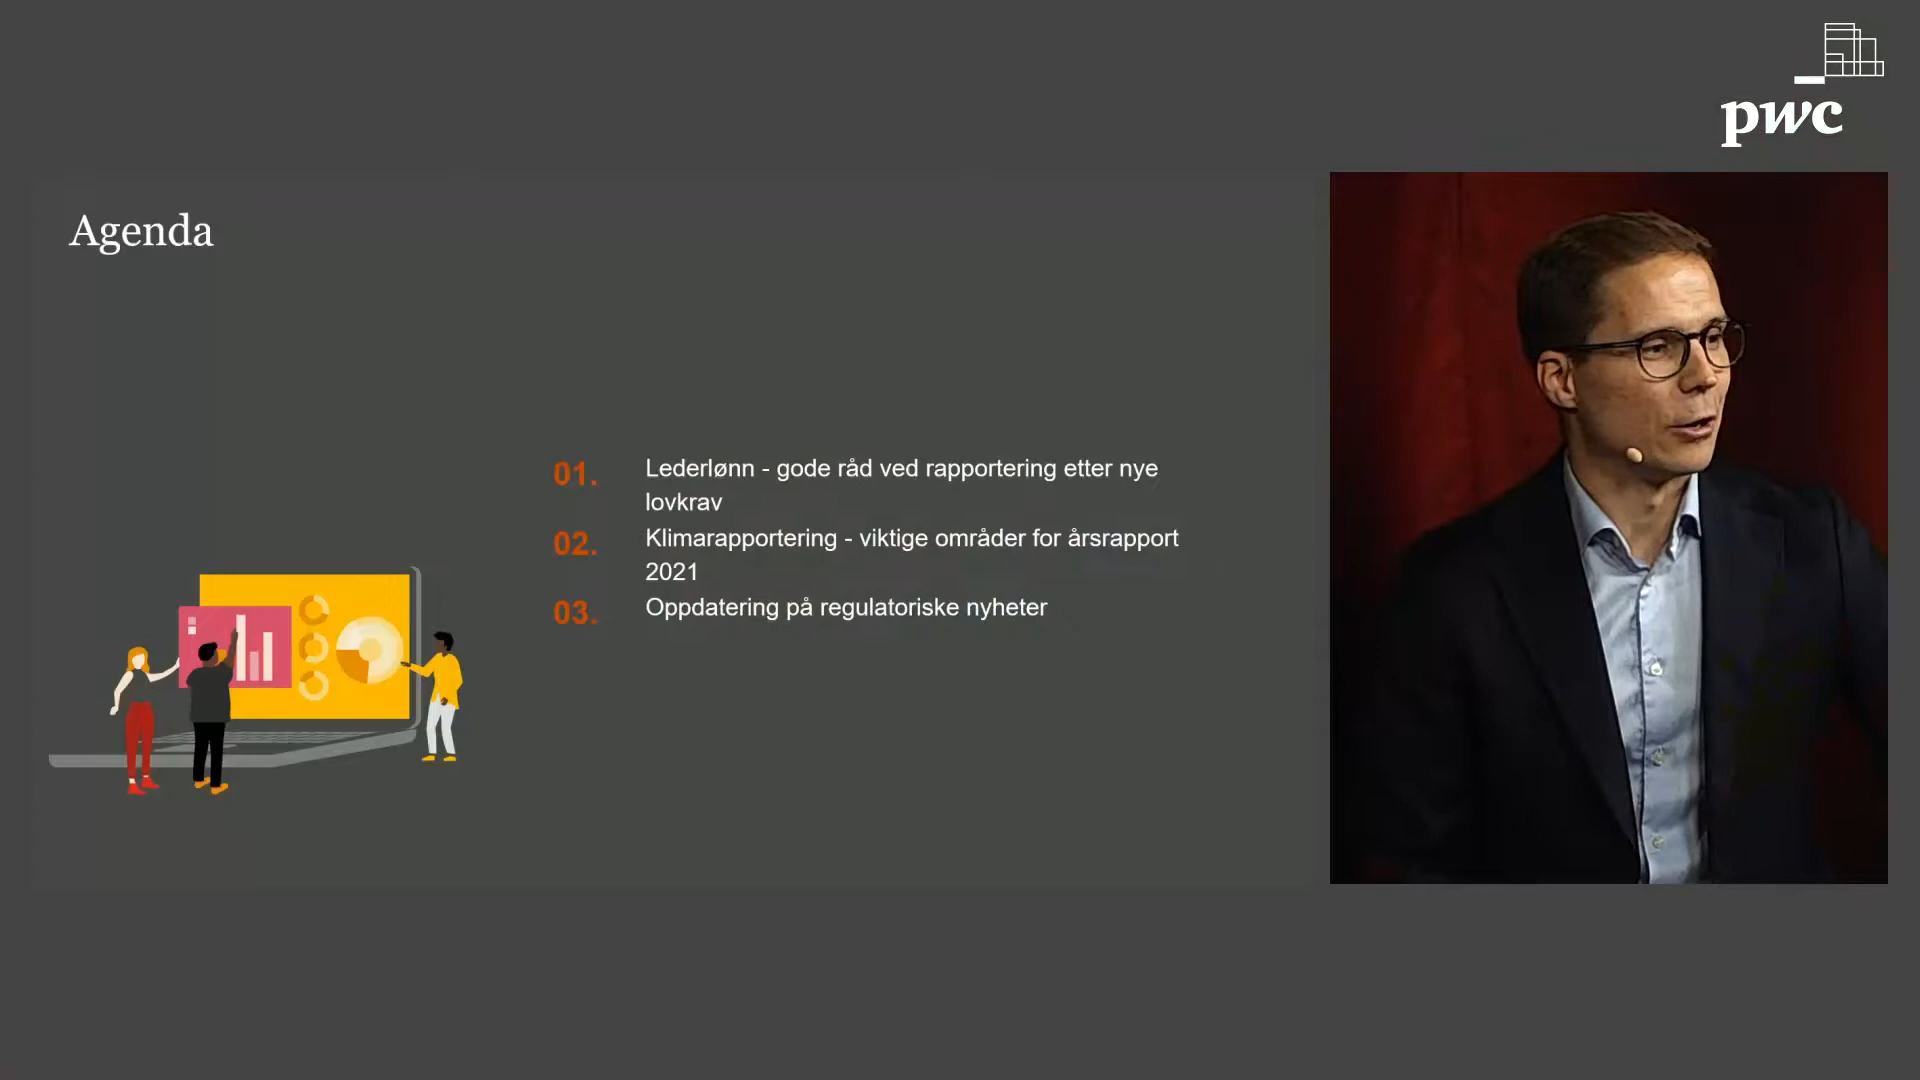 pwc
Agenda
01. Lederlønn - gode råd ved rapportering etter nye
lovkrav
02. Klimarapportering - viktige områder for årsrapport
2021
03. Oppdatering på regulatoriske nyheter